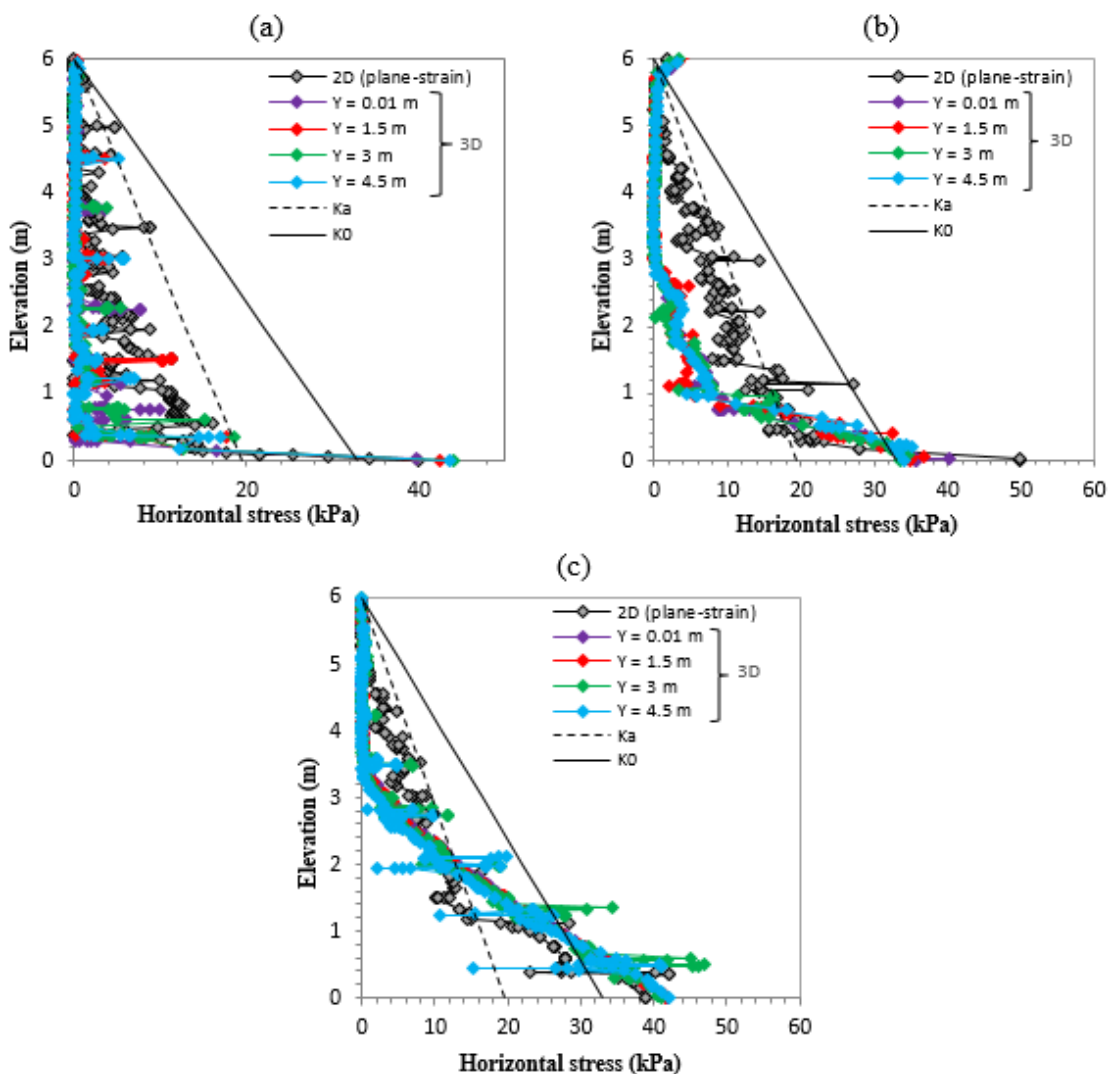 (a)
6
5
4
3
2
1
0
Elevation (m)
2D (plane-strain)
Y = 0.01 m
Y = 1.5 m
Y = 3 m
Y = 4.5 m
3D
Ka
K0
0
20
40
Horizontal stress (kPa)
(b)
6
5
4
3
2
1
0
Elevation (m)
2D (plane-strain)
Y = 0.01 m
Y = 1.5 m
Y = 3 m
Y = 4.5 m
3D
Ka
K0
0 10 20 30 40 50 60
Horizontal stress (kPa)
(c)
6
5
4
3
2
1
0
Elevation (m)
2D (plane-strain)
Y = 0.01 m
Y = 1.5 m
Y = 3 m
Y = 4.5 m
3D
Ka
K0
0 10 20 30 40 50 60
Horizontal stress (kPa)